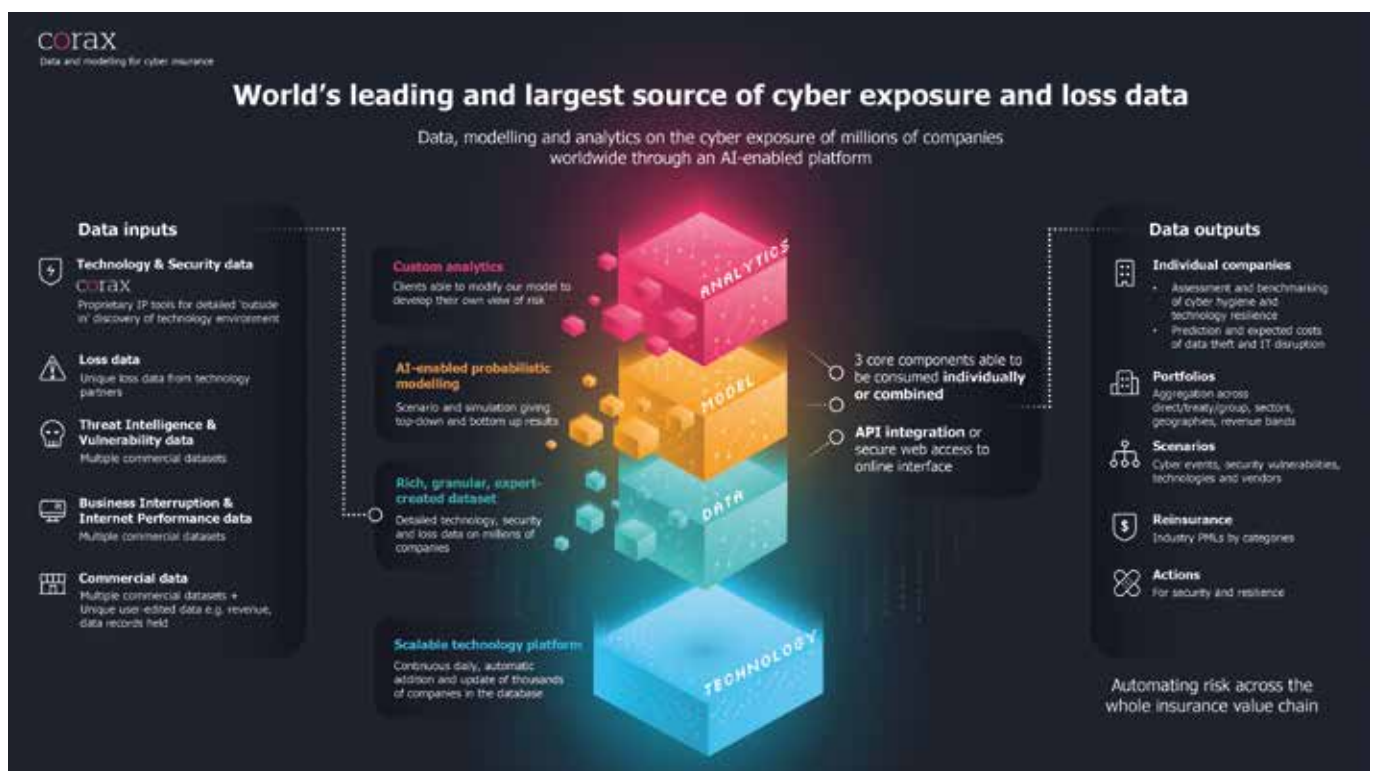 corax
Data and modelling for cyber insurance
World's leading and largest source of cyber exposure and loss data
Data, modelling and analytics on the cyber exposure of millions of companies
worldwide through an AI-enabled platform
Data inputs
Technology & Security data
corax
Proprietary IP tools for detailed 'outside
in' discovery of technology environment
Loss data
Unique loss data from technology
partners
Threat Intelligence &
Vulnerability data
Multiple commercial datasets
Business Interruption &
Internet Performance data
Multiple commercial datasets
Commercial data
Multiple commercial datasets +
Unique user-edited data e.g. revenue,
data records held
Custom analytics
Clients able to modify our model to
develop their own view of risk
AI-enabled probabilistic
modelling
Scenario and simulation giving
top-down and bottom up results
Rich, granular, expert-
created dataset
Detailed technology, security
and loss data on millions of
companies
Scalable technology platform
Continuous daily, automatic
addition and update of thousands
of companies in the database
ANALYTICS
MODEL
DATA
TECHNOLOGY
3 core components able to
be consumed individually
or combined
API integration or
secure web access to
online interface
Data outputs
Individual companies
• Assessment and benchmarking
of cyber hygiene and
technology resilience
• Prediction and expected costs
of data theft and IT disruption
Portfolios
Aggregation across
direct/treaty/group, sectors,
geographies, revenue bands
Scenarios
Cyber events, security vulnerabilities,
technologies and vendors
$
Reinsurance
Industry PMLs by categories
Actions
For security and resilience
Automating risk across the
whole insurance value chain